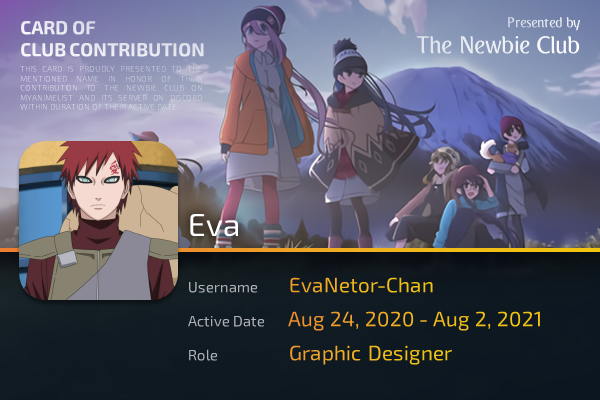 CARD OF
CLUB CONTRIBUTION
THIS CARD IS PROUDLY PRESENTED TO THE
MENTIONED NAME IN HONOR OF THEIR
CONTRIBUTION TO THE NEWBIE CLUB ON
MYANIMELIST AND ITS SERVER ON DISCORD
WITHIN DURATION OF THEIR ACTIVE DATE
Presented by
The Newbie Club
Eva
Username EvaNetor-Chan
Active Date Aug 24, 2020 - Aug 2, 2021
Role Graphic Designer